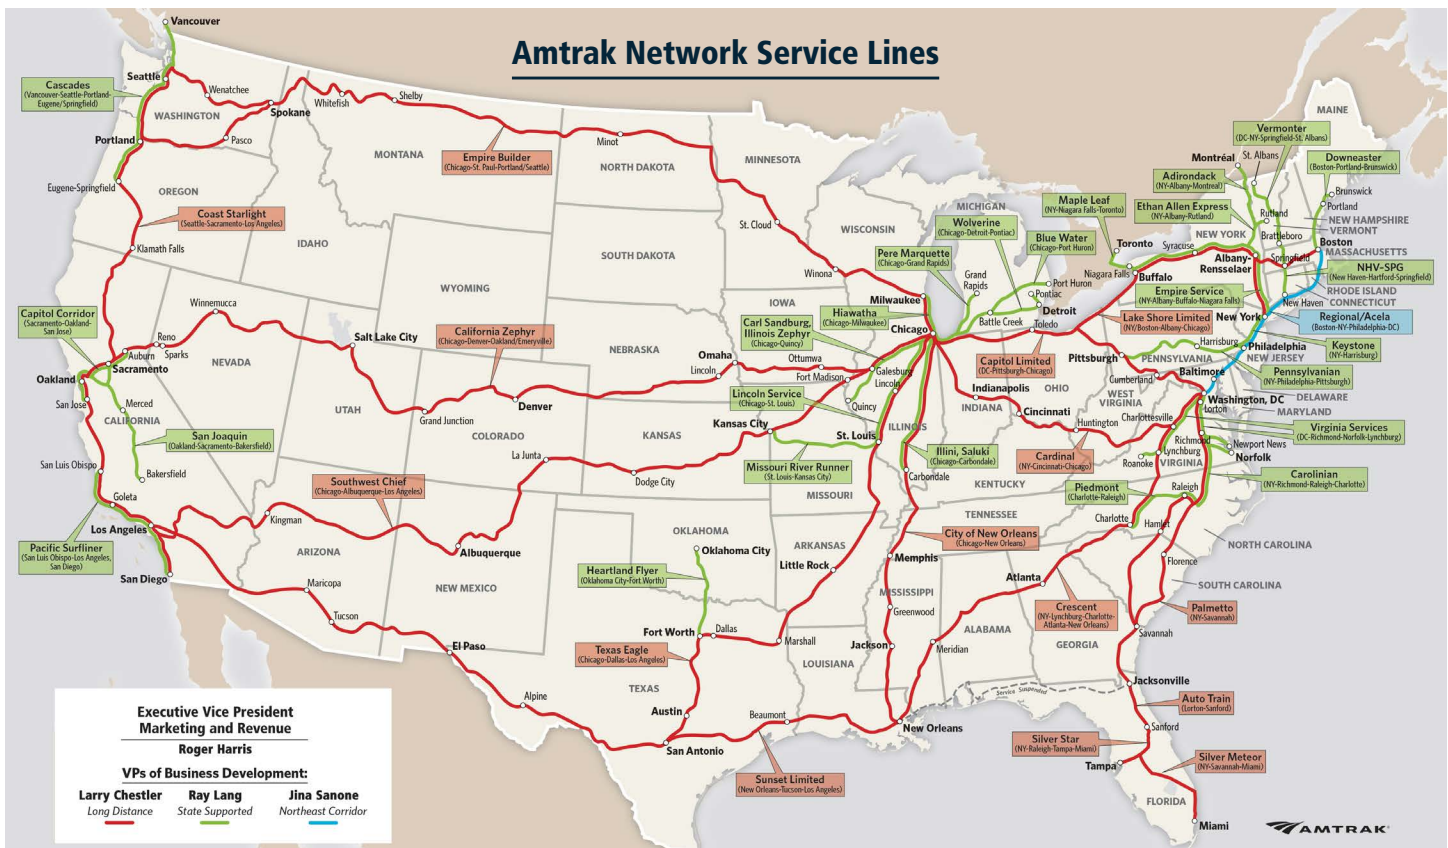 Amtrak Network Service Lines
Vancouver
Seattle
Cascades
(Vancouver-Seattle-Portland-
Eugene/Springfield)
Wenatchee
Spokane
WASHINGTON
Whitefish
Shelby
Portland
Pasco
MONTANA
Empire Builder
(Chicago-St. Paul-Portland/Seattle)
Minot
NORTH DAKOTA
MINNESOTA
Eugene-Springfield
OREGON
Coast Starlight
(Seattle-Sacramento-Los Angeles)
Klamath Falls
IDAHO
SOUTH DAKOTA
St. Cloud
WISCONSIN
Winona
WYOMING
Winnemucca
Capitol Corridor
(Sacramento-Oakland-
San Jose)
Reno
Sparks
Auburn
Sacramento
Oakland
San Jose
Merced
CALIFORNIA
NEVADA
Salt Lake City
California Zephyr
(Chicago-Denver-Oakland/Emeryville)
NEBRASKA
IOWA
Omaha
Lincoln
Ottumwa
Fort Madison
UTAH
Grand Junction
Denver
COLORADO
KANSAS
San Joaquin
(Oakland-Sacramento-Bakersfield)
Bakersfield
San Luis Obispo
Goleta
Los Angeles
Pacific Surfliner
(San Luis Obispo-Los Angeles,
San Diego)
San Diego
Southwest Chief
(Chicago-Albuquerque-Los Angeles)
Kingman
La Junta
Dodge City
ARIZONA
Albuquerque
NEW MEXICO
Maricopa
Tucson
El Paso
Alpine
OKLAHOMA
Oklahoma City
Heartland Flyer
(Oklahoma City-Fort Worth)
Fort Worth
Dallas
Texas Eagle
(Chicago-Dallas-Los Angeles)
TEXAS
Austin
San Antonio
Marshall
Beaumont
Sunset Limited
(New Orleans-Tucson-Los Angeles)
LOUISIANA
New Orleans
Kansas City
Missouri River Runner
(St. Louis-Kansas City)
MISSOURI
St. Louis
Lincoln Service
(Chicago-St. Louis)
Quincy
Galesburg
Lincoln
Carl Sandburg,
Illinois Zephyr
(Chicago-Quincy)
Hiawatha
(Chicago-Milwaukee)
Milwaukee
Chicago
ILLINOIS
Illini, Saluki
(Chicago-Carbondale)
Carbondale
ARKANSAS
Little Rock
City of New Orleans
(Chicago-New Orleans)
Memphis
MISSISSIPPI
Greenwood
Jackson
Meridian
ALABAMA
TENNESSEE
KENTUCKY
INDIANA
Indianapolis
Cincinnati
OHIO
Cardinal
(NY-Cincinnati-Chicago)
Huntington
MICHIGAN
Pere Marquette
(Chicago-Grand Rapids)
Wolverine
(Chicago-Detroit-Pontiac)
Blue Water
(Chicago-Port Huron)
Grand
Rapids
Battle Creek
Port Huron
Pontiac
Detroit
Toledo
Capitol Limited
(DC-Pittsburgh-Chicago)
Lake Shore Limited
(NY/Boston-Albany-Chicago)
Maple Leaf
(NY-Niagara Falls-Toronto)
Toronto
Niagara Falls
Buffalo
Syracuse
NEW YORK
Albany-
Rensselaer
Ethan Allen Express
(NY-Albany-Rutland)
Adirondack
(NY-Albany-Montreal)
Montréal
St. Albans
Vermonter
(DC-NY-Springfield-St. Albans)
Downeaster
(Boston-Portland-Brunswick)
MAINE
Brunswick
Portland
Rutland
Brattleboro
NEW HAMPSHIRE
VERMONT
Boston
MASSACHUSETTS
Springfield
NHV–SPG
(New Haven-Hartford-Springfield)
RHODE ISLAND
CONNECTICUT
New Haven
Empire Service
(NY-Albany-Buffalo-Niagara Falls)
New York
Regional/Acela
(Boston-NY-Philadelphia-DC)
Keystone
(NY-Harrisburg)
Harrisburg
Philadelphia
NEW JERSEY
Pennsylvanian
(NY-Philadelphia-Pittsburgh)
Pittsburgh
PENNSYLVANIA
Cumberland
Baltimore
WEST
VIRGINIA
DELAWARE
MARYLAND
Washington, DC
Lorton
Charlottesville
Virginia Services
(DC-Richmond-Norfolk-Lynchburg)
Richmond
Newport News
Norfolk
Lynchburg
Roanoke
VIRGINIA
Carolinian
(NY-Richmond-Raleigh-Charlotte)
Piedmont
(Charlotte-Raleigh)
Raleigh
Charlotte
Hamlet
NORTH CAROLINA
Florence
SOUTH CAROLINA
Atlanta
Crescent
(NY-Lynchburg-Charlotte-
Atlanta-New Orleans)
GEORGIA
Palmetto
(NY-Savannah)
Savannah
Service Suspended
Jacksonville
Auto Train
(Lorton-Sanford)
Sanford
Silver Star
(NY-Raleigh-Tampa-Miami)
Silver Meteor
(NY-Savannah-Miami)
Tampa
FLORIDA
Miami
Executive Vice President
Marketing and Revenue
Roger Harris
VPs of Business Development:
Larry Chestler Ray Lang Jina Sanone
Long Distance State Supported Northeast Corridor
AMTRAK